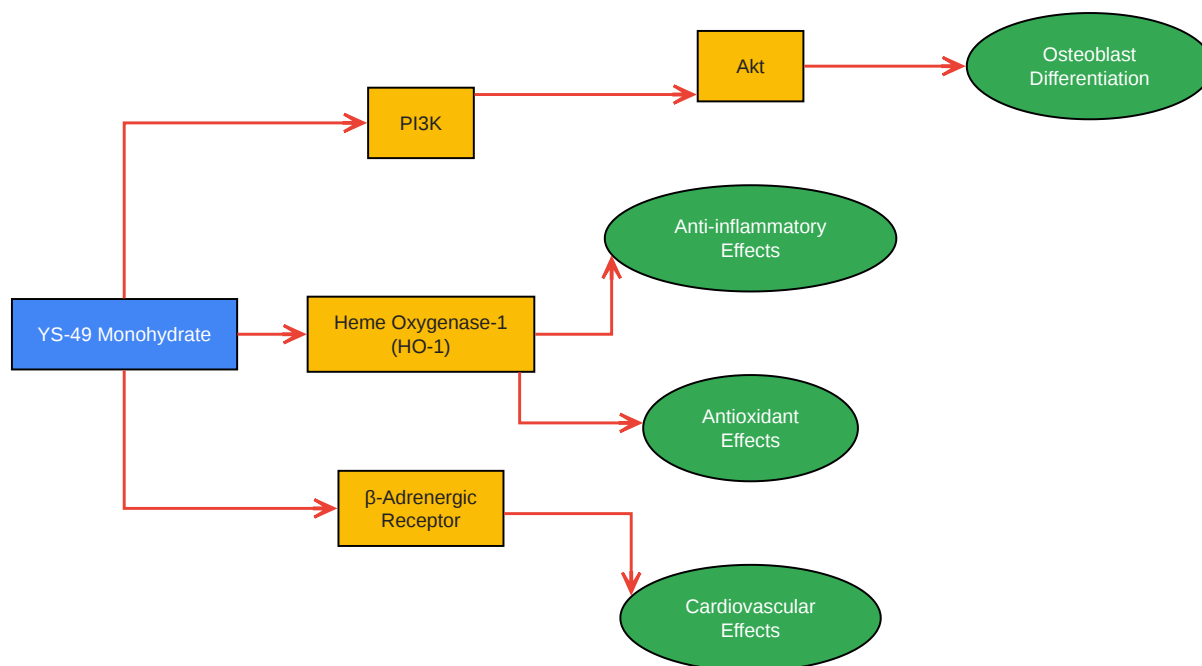 Osteoblast
Differentiation
Akt
PI3K
Anti-inflammatory
Effects
YS-49 Monohydrate
Heme Oxygenase-1
(HO-1)
Antioxidant
Effects
β-Adrenergic
Receptor
Cardiovascular
Effects